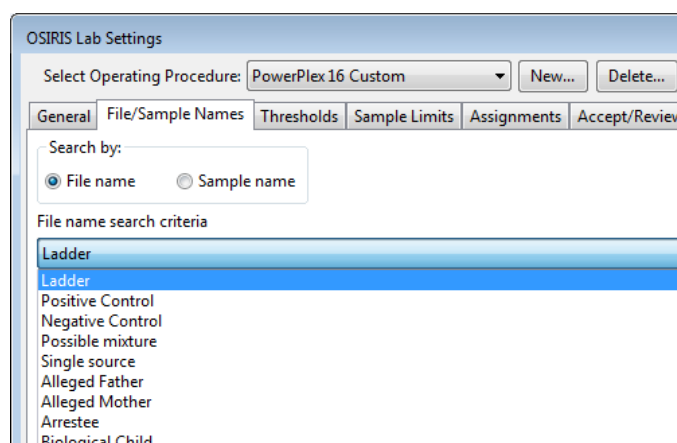 OSIRIS Lab Settings
Select Operating Procedure: PowerPlex 16 Custom New... Delete...
General File/Sample Names Thresholds Sample Limits Assignments Accept/Review
Search by:
File name Sample name
File name search criteria
Ladder
Ladder
Positive Control
Negative Control
Possible mixture
Single source
Alleged Father
Alleged Mother
Arrestee
Biological Child